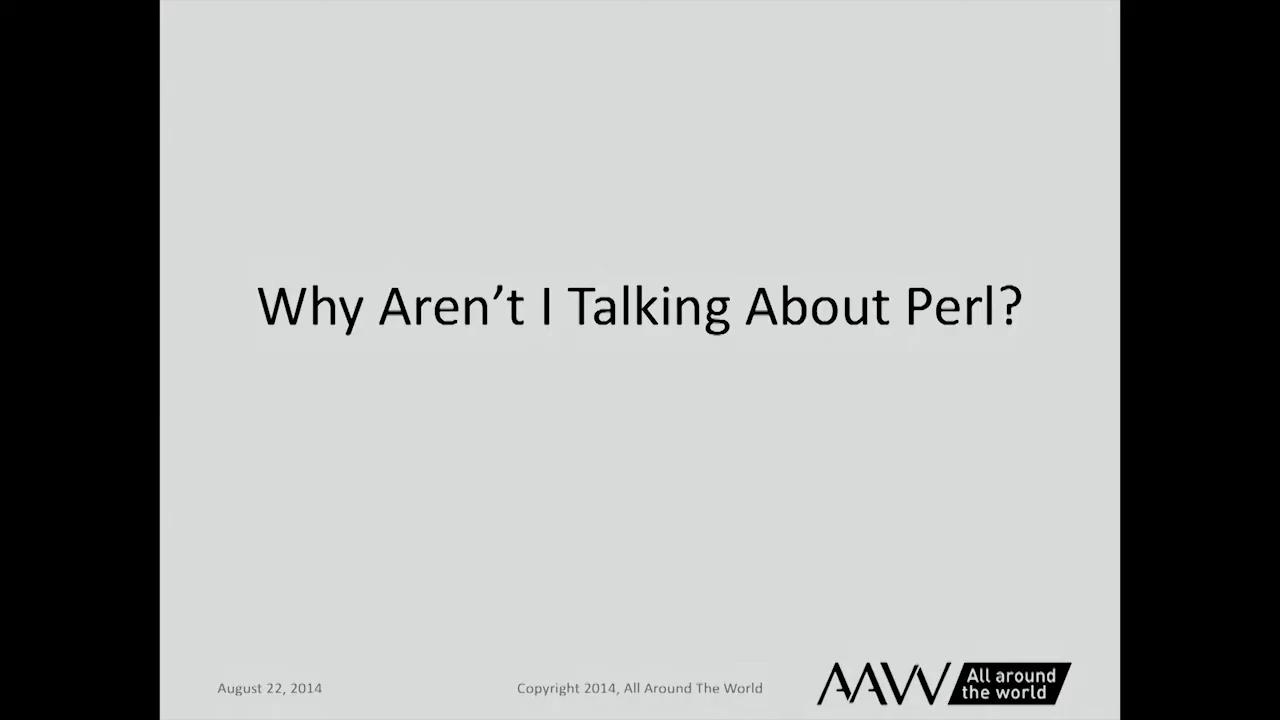 Why Aren’t I Talking About Perl?
August 22, 2014
Copyright 2014, All Around The World
AAW
All around
the world